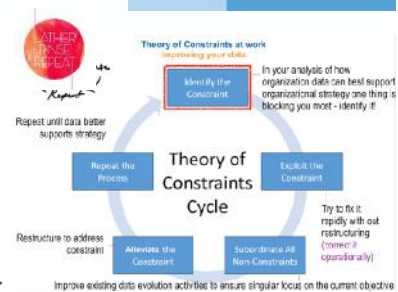 LATHER
RINSE
REPEAT
"Repeat"
Theory of Constraints at work
improving your data
Identify the
Constraint
In your analysis of how
organization data can best support
organizational strategy one thing is
blocking you most - identify it!
Repeat until data better
supports strategy
Repeat the
Process
Theory of
Constraints
Cycle
Exploit the
Constraint
Try to fix it
rapidly with out
restructuring
(correct it
operationally)
Restructure to address
constraint
Alleviate the
Constraint
Subordinate All
Non-Constraints
Improve existing data evolution activities to ensure singular focus on the current objective